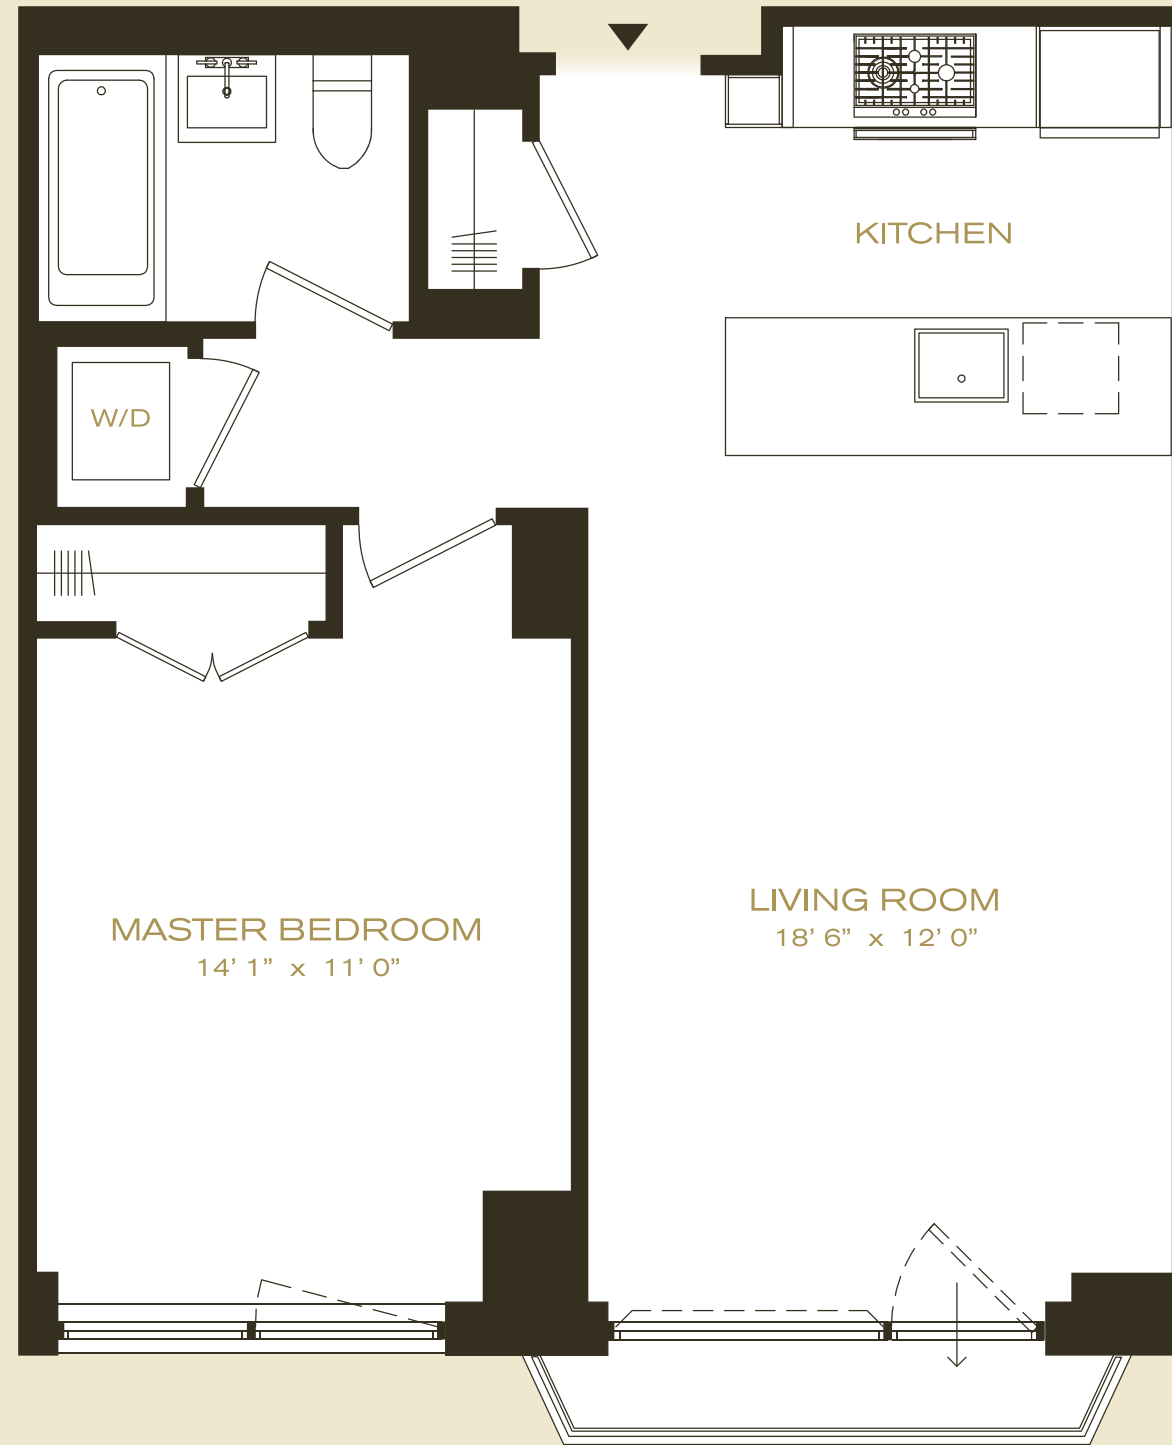 KITCHEN
W/D
LIVING ROOM
18’ 6” x 12’ 0”
MASTER BEDROOM
14’ 1” x 11’ 0”